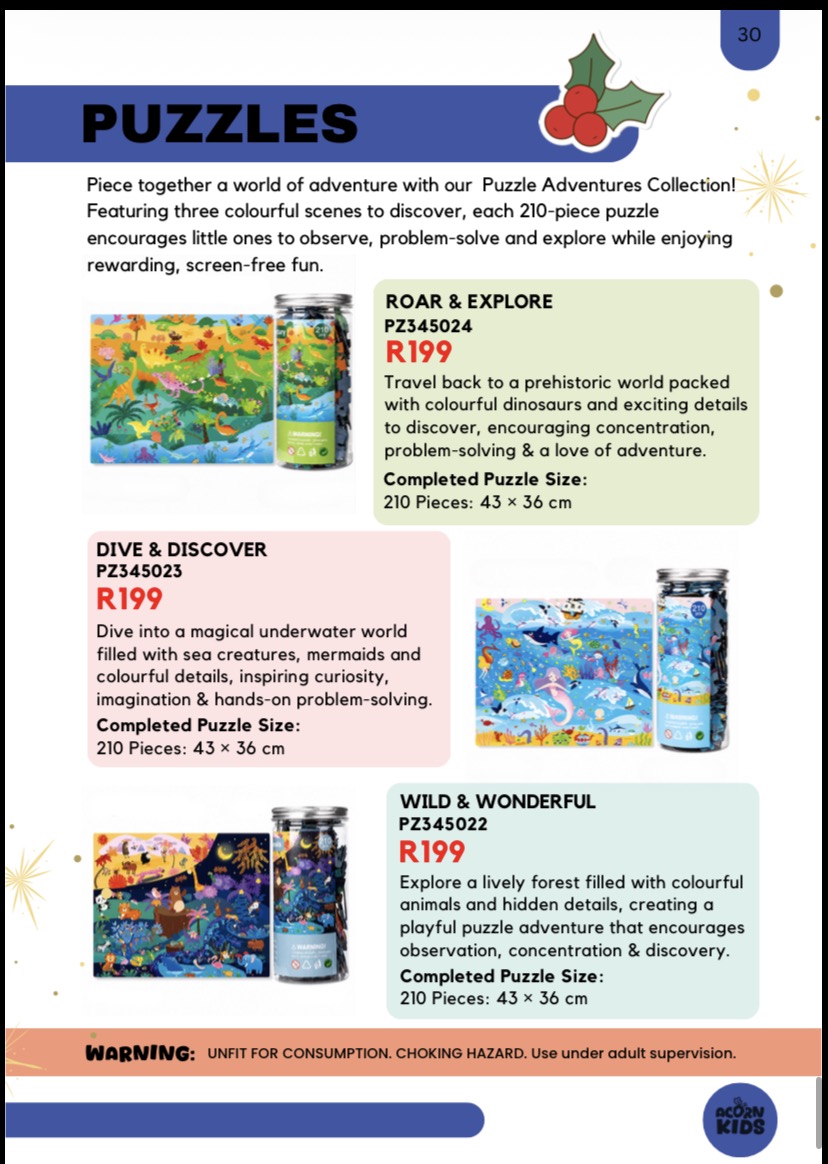 30
PUZZLES
Piece together a world of adventure with our Puzzle Adventures Collection!
Featuring three colourful scenes to discover, each 210-piece puzzle
encourages little ones to observe, problem-solve and explore while enjoying
rewarding, screen-free fun.
ROAR & EXPLORE
PZ345024
R199
Travel back to a prehistoric world packed
with colourful dinosaurs and exciting details
to discover, encouraging concentration,
problem-solving & a love of adventure.
Completed Puzzle Size:
210 Pieces: 43 × 36 cm
210
WARNING!
DIVE & DISCOVER
PZ345023
R199
Dive into a magical underwater world
filled with sea creatures, mermaids and
colourful details, inspiring curiosity,
imagination & hands-on problem-solving.
Completed Puzzle Size:
210 Pieces: 43 × 36 cm
210
WARNING!
WILD & WONDERFUL
PZ345022
R199
Explore a lively forest filled with colourful
animals and hidden details, creating a
playful puzzle adventure that encourages
observation, concentration & discovery.
Completed Puzzle Size:
210 Pieces: 43 × 36 cm
WARNING!
WARNING: UNFIT FOR CONSUMPTION. CHOKING HAZARD. Use under adult supervision.
ACORN
KIDS